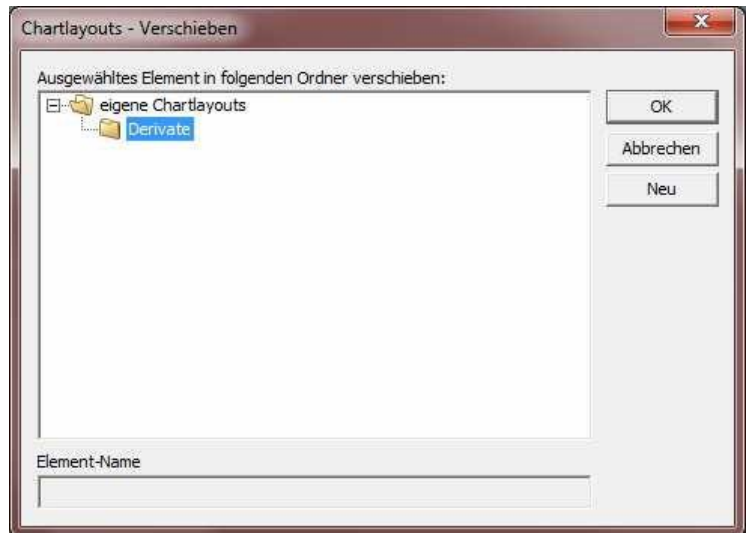 Chartlayouts - Verschieben
Ausgewähltes Element in folgenden Ordner verschieben:
eigene Chartlayouts
Derivate
OK
Abbrechen
Neu
Element-Name